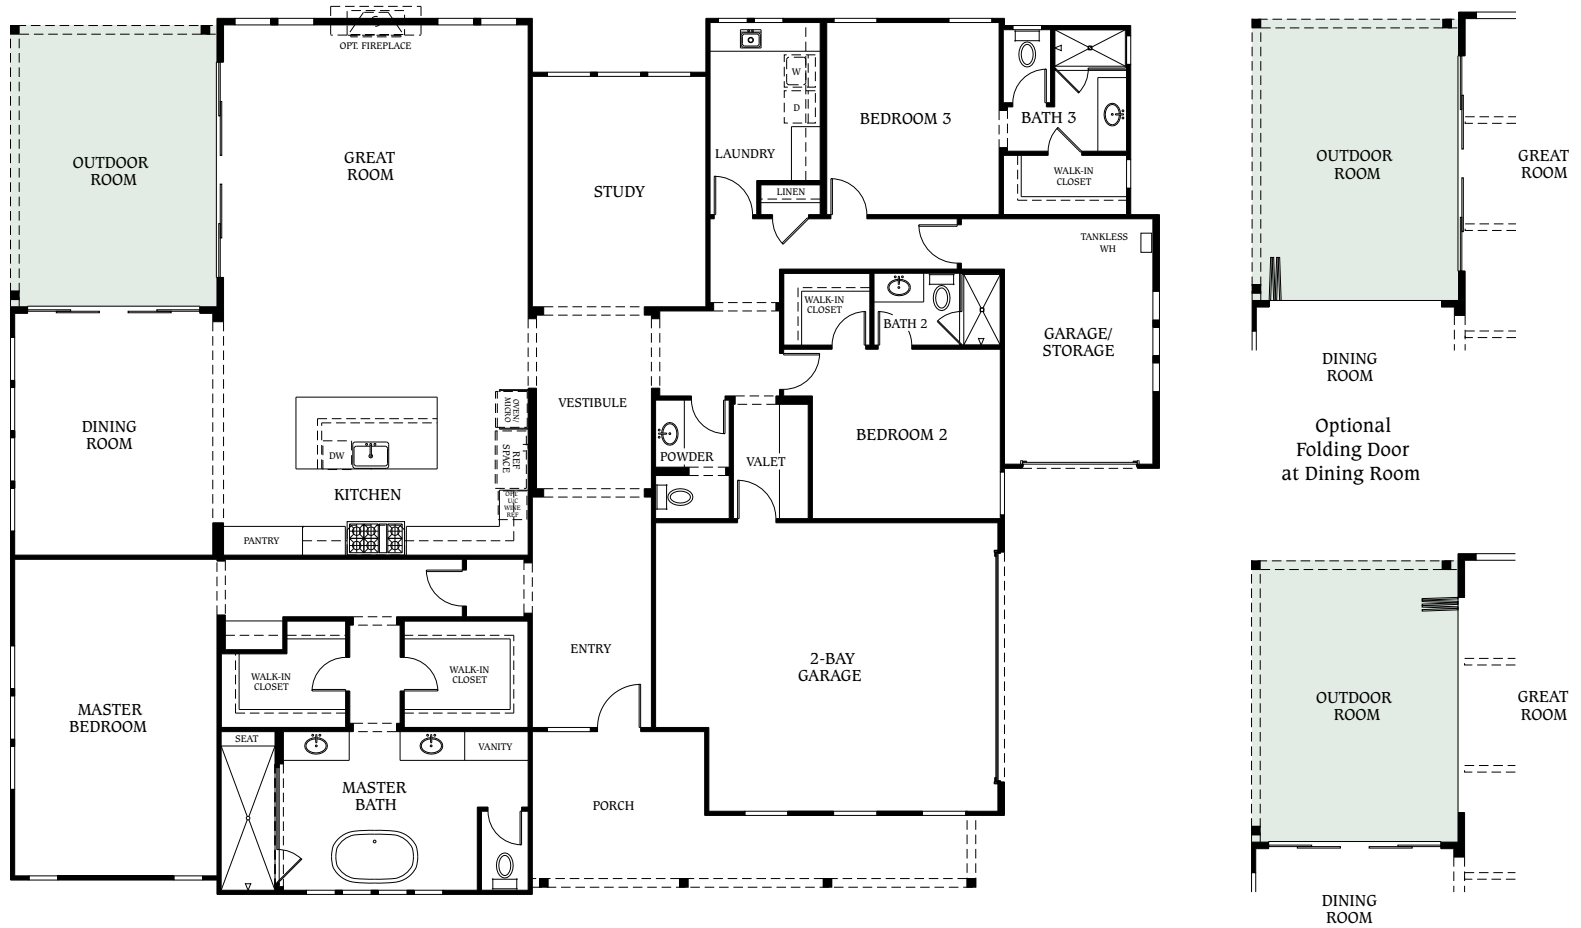 OPT. FIREPLACE
OUTDOOR
ROOM
GREAT
ROOM
STUDY
LAUNDRY
W
D
LINEN
BEDROOM 3
BATH 3
WALK-IN
CLOSET
TANKLESS
WH
GARAGE/
STORAGE
WALK-IN
CLOSET
BATH 2
BEDROOM 2
VESTIBULE
POWDER
VALET
DINING
ROOM
OVEN/
MICRO
REF
SPACE
OPT.
U/C
WINE
REF
DW
KITCHEN
PANTRY
ENTRY
2-BAY
GARAGE
WALK-IN
CLOSET
WALK-IN
CLOSET
MASTER
BEDROOM
SEAT
VANITY
MASTER
BATH
PORCH
OUTDOOR
ROOM
GREAT
ROOM
DINING
ROOM
Optional
Folding Door
at Dining Room
OUTDOOR
ROOM
GREAT
ROOM
DINING
ROOM